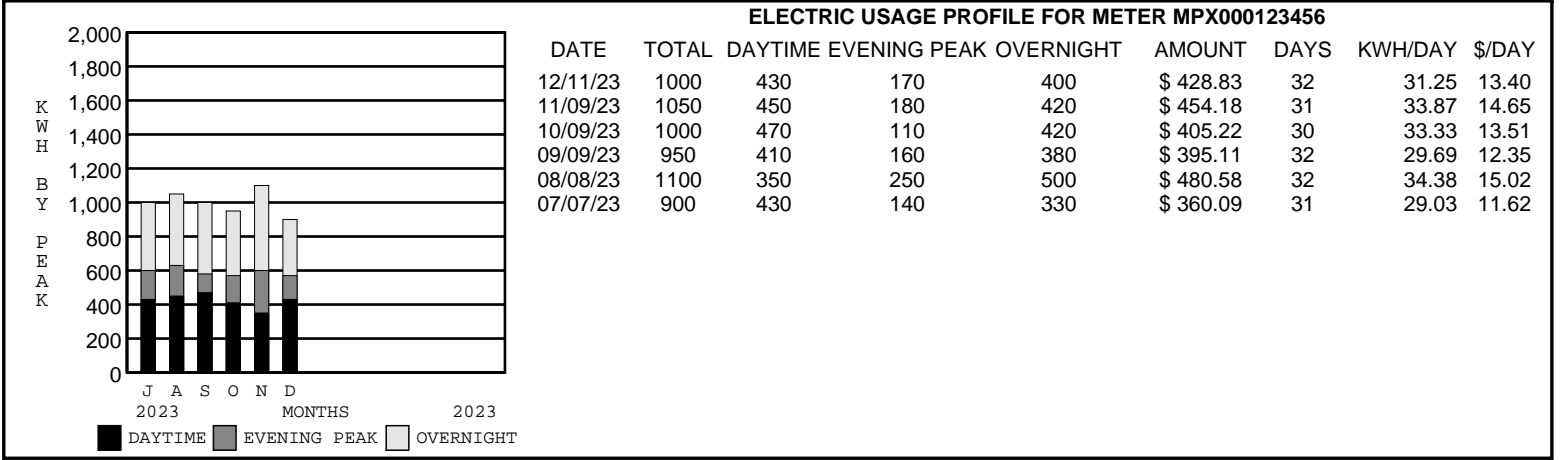 ELECTRIC USAGE PROFILE FOR METER MPX000123456
2,000
1,800
1,600
1,400
1,200
1,000
800
600
400
200
0
KWH BY PEAK
J A S O N D
2023 MONTHS 2023
DAYTIME EVENING PEAK OVERNIGHT
DATE TOTAL DAYTIME EVENING PEAK OVERNIGHT AMOUNT DAYS KWH/DAY $/DAY
12/11/23 1000 430 170 400 $ 428.83 32 31.25 13.40
11/09/23 1050 450 180 420 $ 454.18 31 33.87 14.65
10/09/23 1000 470 110 420 $ 405.22 30 33.33 13.51
09/09/23 950 410 160 380 $ 395.11 32 29.69 12.35
08/08/23 1100 350 250 500 $ 480.58 32 34.38 15.02
07/07/23 900 430 140 330 $ 360.09 31 29.03 11.62